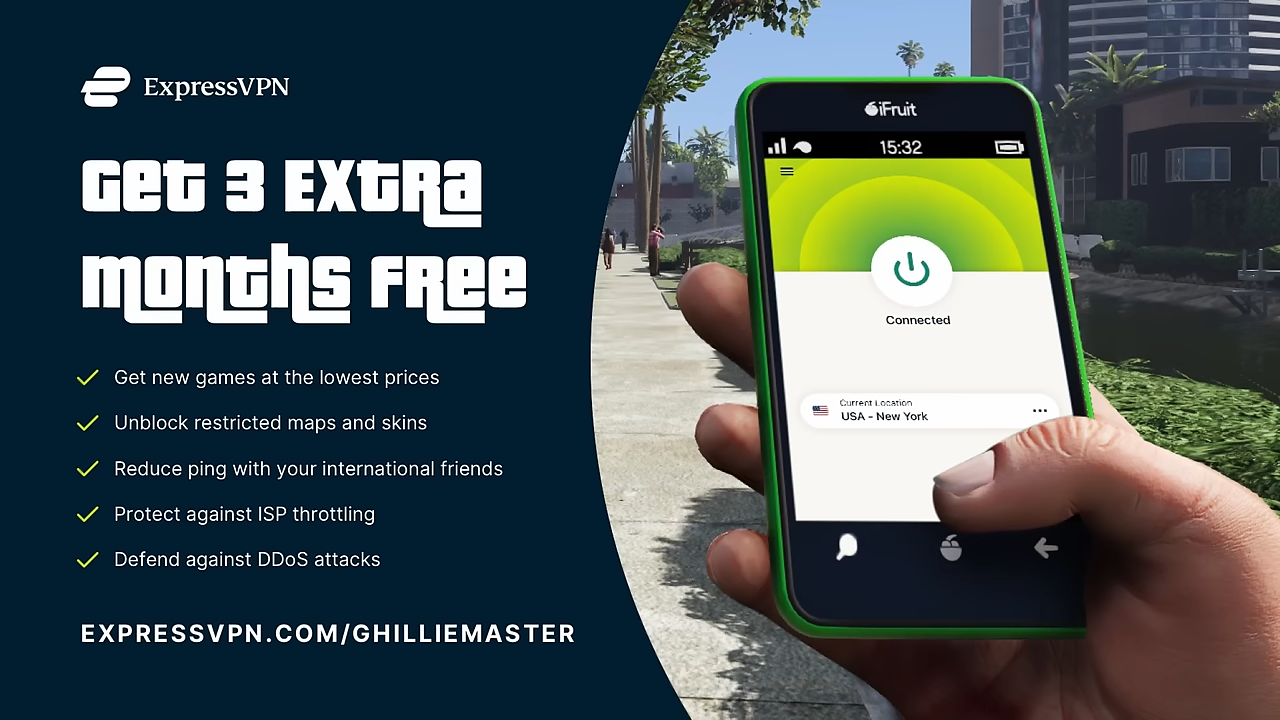 ExpressVPN
Get 3 Extra
months free
Get new games at the lowest prices
Unblock restricted maps and skins
Reduce ping with your international friends
Protect against ISP throttling
Defend against DDoS attacks
EXPRESSVPN.COM/GHILLIEMASTER
iFruit
15:32
Connected
Current Location
USA - New York